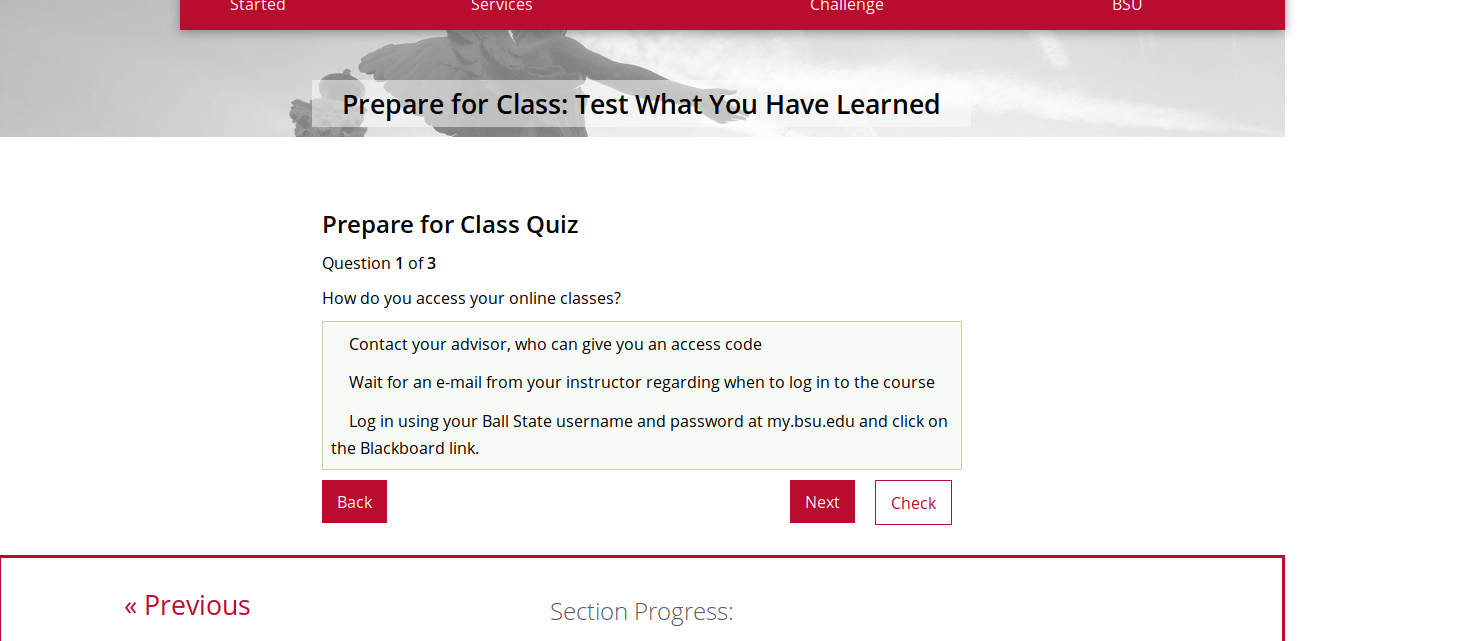 Started Services Challenge BSU
Prepare for Class: Test What You Have Learned
Prepare for Class Quiz
Question 1 of 3
How do you access your online classes?
Contact your advisor, who can give you an access code
Wait for an e-mail from your instructor regarding when to log in to the course
Log in using your Ball State username and password at my.bsu.edu and click on
the Blackboard link.
Back Next Check
« Previous Section Progress: